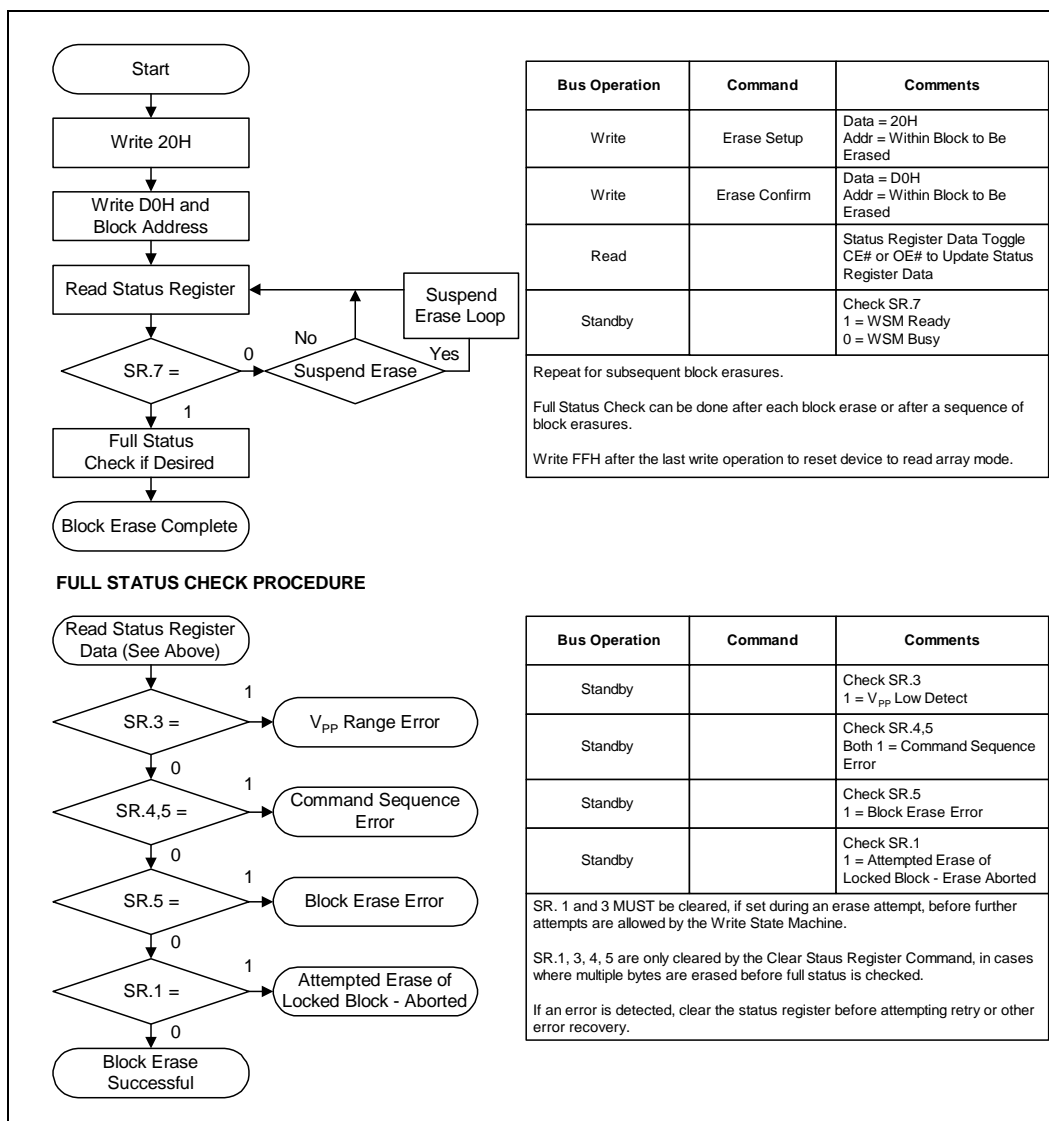 Start
Write 20H
Write D0H and
Block Address
Read Status Register
Suspend
Erase Loop
No
Yes
0
SR.7 =
Suspend Erase
1
Full Status
Check if Desired
Block Erase Complete
Bus Operation Command Comments
Write Erase Setup Data = 20H
Addr = Within Block to Be
Erased
Write Erase Confirm Data = D0H
Addr = Within Block to Be
Erased
Read Status Register Data Toggle
CE# or OE# to Update Status
Register Data
Standby Check SR.7
1 = WSM Ready
0 = WSM Busy
Repeat for subsequent block erasures.
Full Status Check can be done after each block erase or after a sequence of
block erasures.
Write FFH after the last write operation to reset device to read array mode.
FULL STATUS CHECK PROCEDURE
Read Status Register
Data (See Above)
1
SR.3 =
VPP Range Error
0
1
SR.4,5 =
Command Sequence
Error
0
1
SR.5 =
Block Erase Error
0
1
SR.1 =
Attempted Erase of
Locked Block - Aborted
0
Block Erase
Successful
Bus Operation Command Comments
Standby Check SR.3
1 = VPP Low Detect
Standby Check SR.4,5
Both 1 = Command Sequence
Error
Standby Check SR.5
1 = Block Erase Error
Standby Check SR.1
1 = Attempted Erase of
Locked Block - Erase Aborted
SR. 1 and 3 MUST be cleared, if set during an erase attempt, before further
attempts are allowed by the Write State Machine.
SR.1, 3, 4, 5 are only cleared by the Clear Staus Register Command, in cases
where multiple bytes are erased before full status is checked.
If an error is detected, clear the status register before attempting retry or other
error recovery.